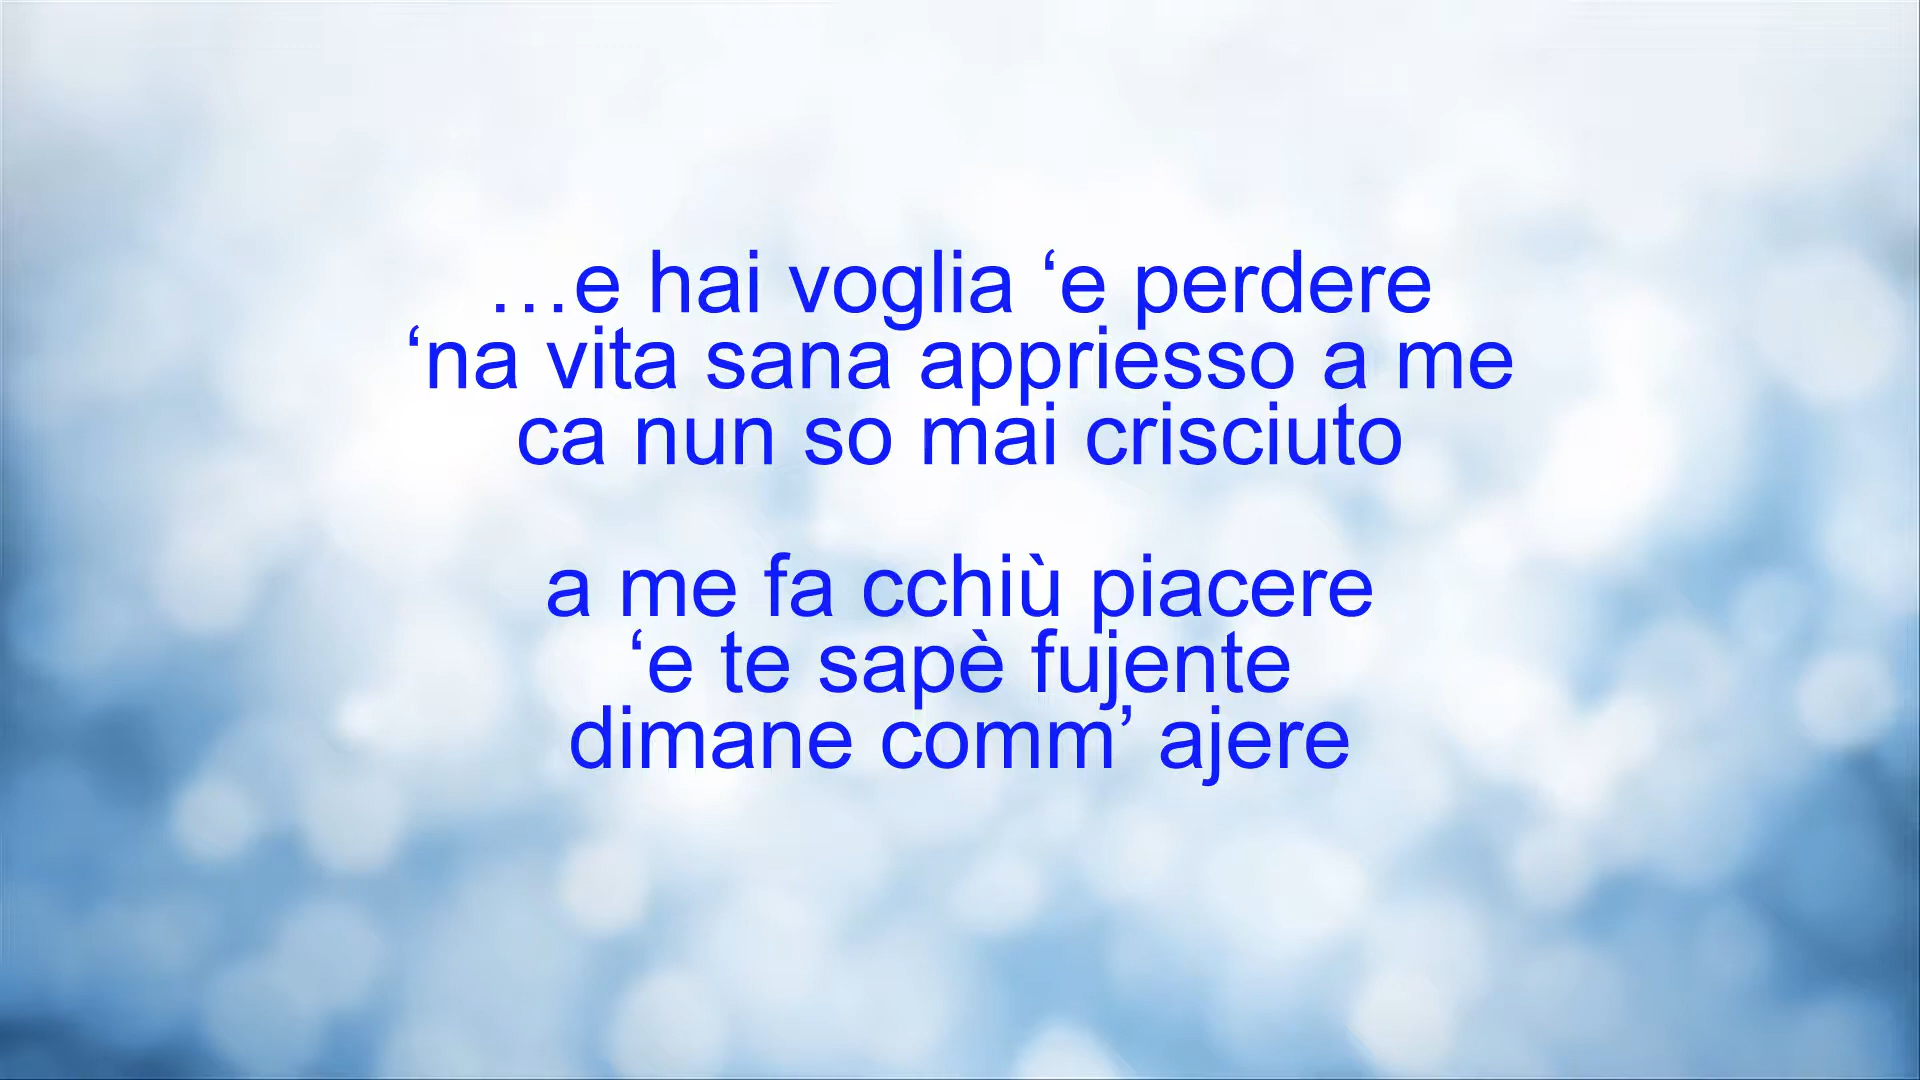 …e hai voglia ‘e perdere
‘na vita sana appriesso a me
ca nun so mai crisciuto
a me fa cchiù piacere
‘e te sapè fujente
dimane comm’ ajere